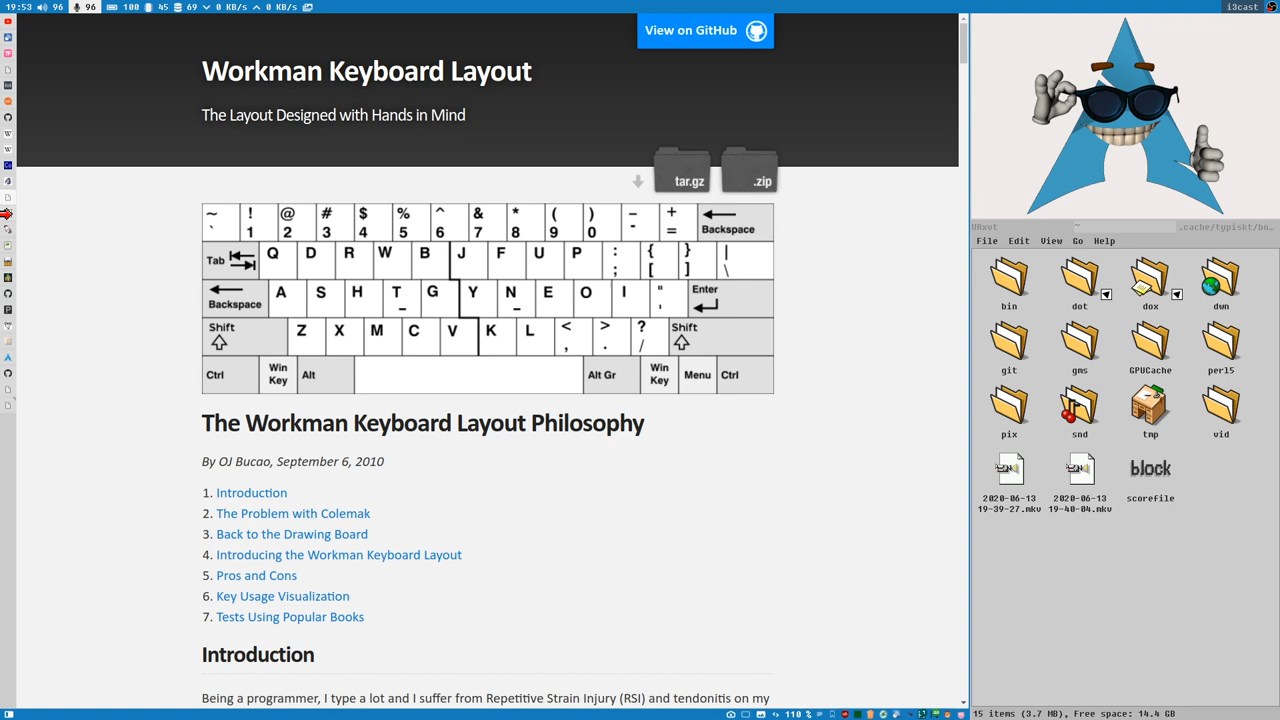 19:53 96 96 100 45 69 0 KB/s 0 KB/s
i3cast
View on GitHub
Workman Keyboard Layout
The Layout Designed with Hands in Mind
tar.gz .zip
~ ! @ # $ % ^ & * ( ) – +
` 1 2 3 4 5 6 7 8 9 0 - = Backspace
Tab Q D R W B J F U P : ; { [ } ] | \
Backspace A S H T G Y N E O I " ' Enter
Shift Z X M C V K L < , > . ? / Shift
Ctrl Win Key Alt Alt Gr Win Key Menu Ctrl
The Workman Keyboard Layout Philosophy
By OJ Bucao, September 6, 2010
1. Introduction
2. The Problem with Colemak
3. Back to the Drawing Board
4. Introducing the Workman Keyboard Layout
5. Pros and Cons
6. Key Usage Visualization
7. Tests Using Popular Books
Introduction
Being a programmer, I type a lot and I suffer from Repetitive Strain Injury (RSI) and tendonitis on my
110 %
URxvt ~ .cache/typiskt/bo…
File Edit View Go Help
bin dot dox dwn
git gms GPUCache perl5
pix snd tmp vid
block
2020-06-13 19-39-27.mkv
2020-06-13 19-40-04.mkv
scorefile
15 items (3.7 MB), Free space: 14.4 GB